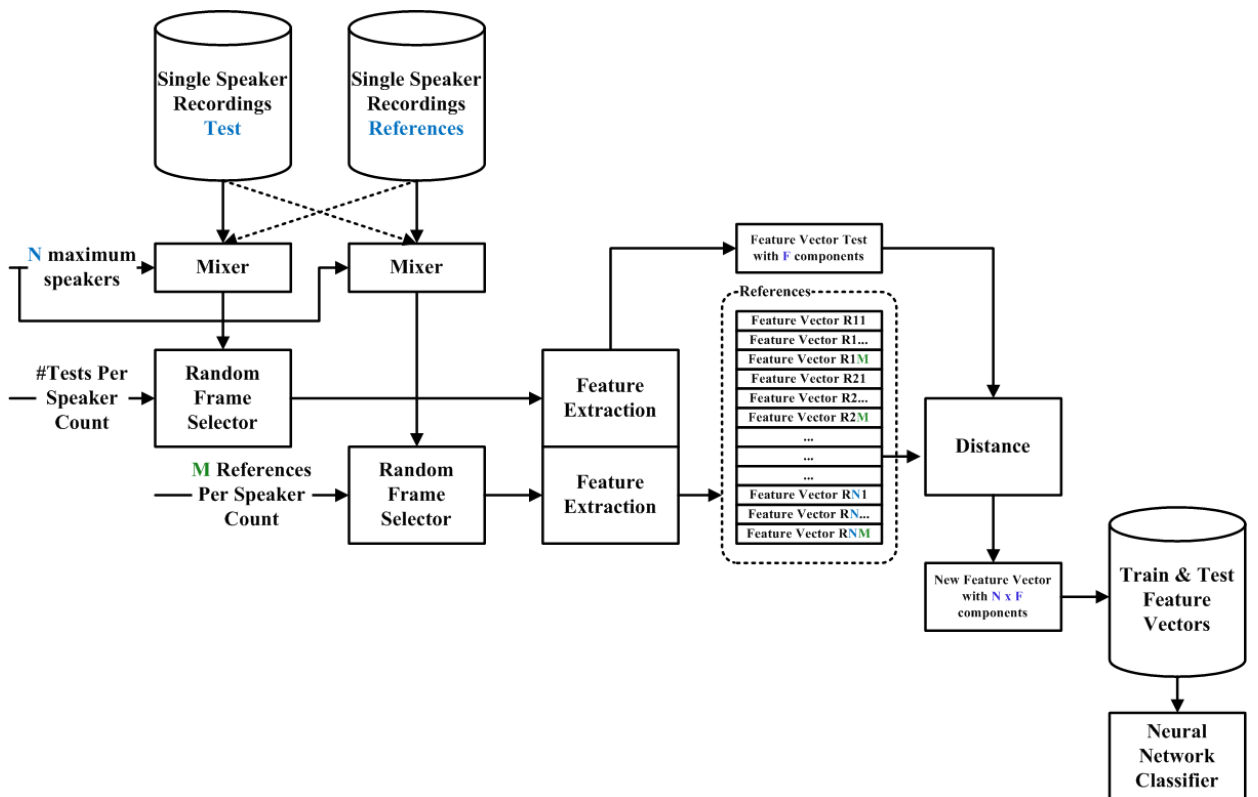 Single Speaker
Recordings
Test
Single Speaker
Recordings
References
N maximum
speakers
Mixer
Mixer
#Tests Per
Speaker
Count
Random
Frame
Selector
M References
Per Speaker
Count
Random
Frame
Selector
Feature
Extraction
Feature
Extraction
Feature Vector Test
with F components
References
Feature Vector R11
Feature Vector R1...
Feature Vector R1M
Feature Vector R21
Feature Vector R2...
Feature Vector R2M
...
...
...
Feature Vector RN1
Feature Vector RN...
Feature Vector RNM
Distance
New Feature Vector
with N x F
components
Train & Test
Feature
Vectors
Neural
Network
Classifier